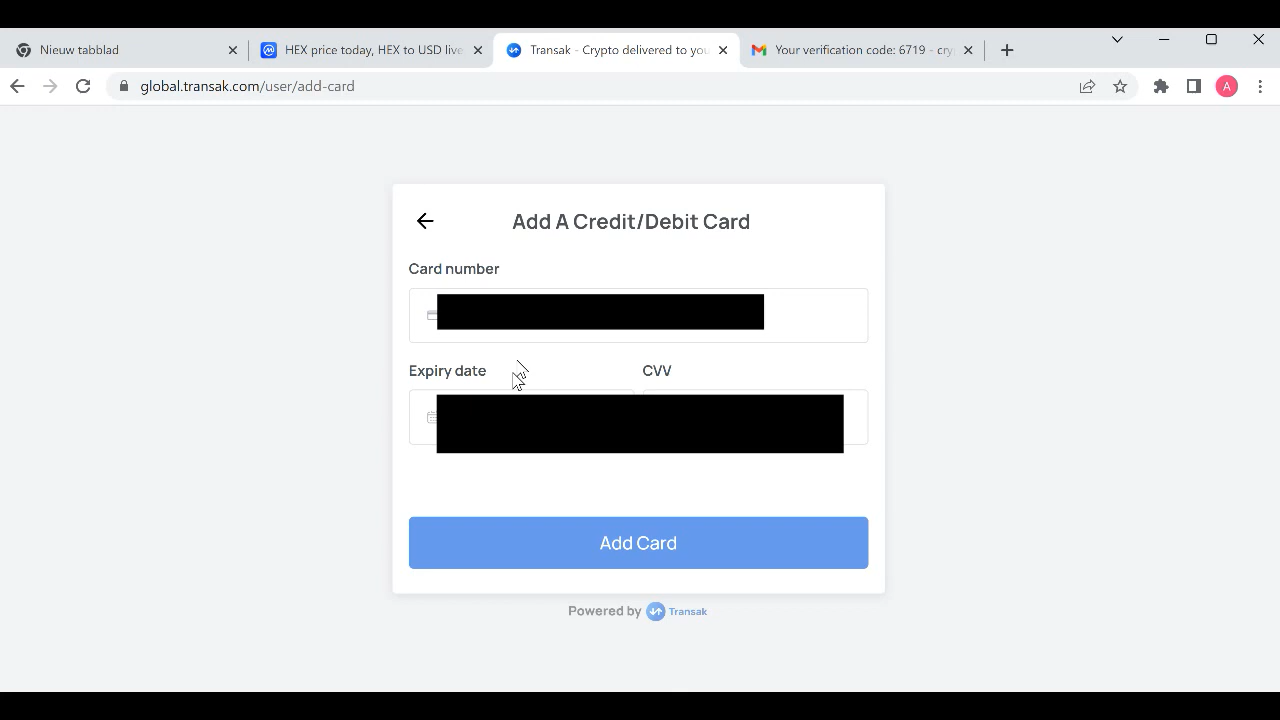 Nieuw tabblad
HEX price today, HEX to USD live
Transak - Crypto delivered to you
Your verification code: 6719 - cry
A
global.transak.com/user/add-card
Add A Credit/Debit Card
Card number
Expiry date
CVV
Add Card
Powered by Transak